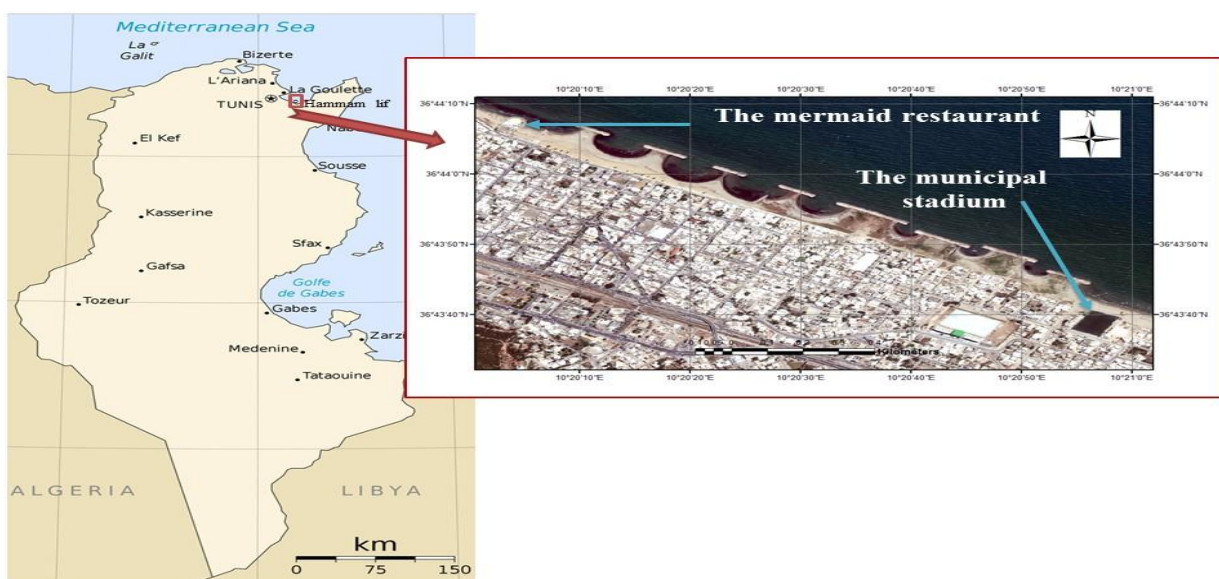 Mediterranean Sea
La
Galit
Bizerte
L'Ariana
La Goulette
TUNIS
Hammam lif
Nab
El Kef
Sousse
Kasserine
Sfax
Gafsa
Golfe
de Gabes
Tozeur
Gabes
Zarzi
Medenine
Tataouine
ALGERIA
LIBYA
km
0 75 150
10°20'10"E 10°20'20"E 10°20'30"E 10°20'40"E 10°20'50"E 10°21'0"E
36°44'10"N 36°44'10"N
The mermaid restaurant
N
36°44'0"N 36°44'0"N
The municipal
stadium
36°43'50"N 36°43'50"N
36°43'40"N 36°43'40"N
Kilometers
10°20'10"E 10°20'20"E 10°20'30"E 10°20'40"E 10°20'50"E 10°21'0"E